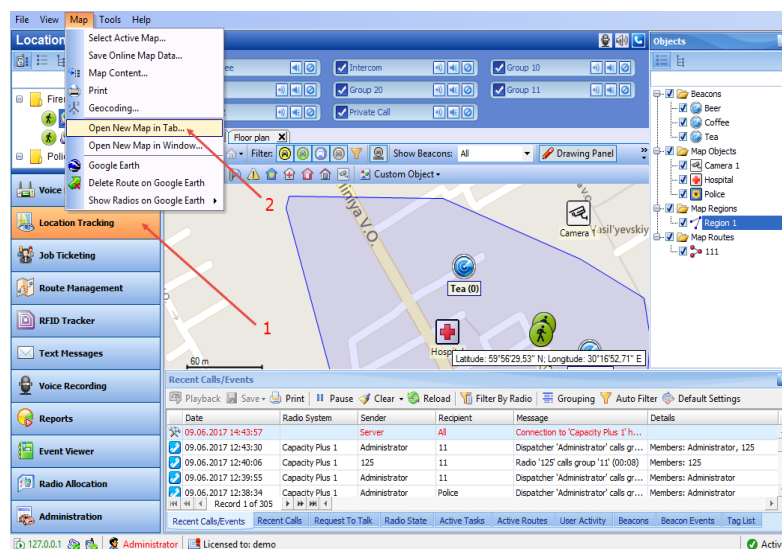 File View Map Tools Help
Select Active Map...
Save Online Map Data...
Map Content...
Print
Geocoding...
Open New Map in Tab...
Open New Map in Window...
Google Earth
Delete Route on Google Earth
Show Radios on Google Earth
2
Intercom
Group 10
Group 20
Group 11
Private Call
Floor plan
Filter:
Show Beacons: All
Drawing Panel
Custom Object
Objects
Beacons
Beer
Coffee
Tea
Map Objects
Camera 1
Hospital
Police
Map Regions
Region 1
Map Routes
111
Location Tracking
Job Ticketing
Route Management
RFID Tracker
Text Messages
Voice Recording
Reports
Event Viewer
Radio Allocation
Administration
1
Camera 1
Tea (0)
Latitude: 59°56'29,53" N; Longitude: 30°16'52,71" E
60 m
Recent Calls/Events
Playback Save Print Pause Clear Reload Filter By Radio Grouping Auto Filter Default Settings
Date Radio System Sender Recipient Message Details
09.06.2017 14:43:57 Server All Connection to 'Capacity Plus 1' h...
09.06.2017 12:43:30 Capacity Plus 1 Administrator 11 Dispatcher 'Administrator' calls gr... Members: Administrator, 125
09.06.2017 12:40:06 Capacity Plus 1 125 11 Radio '125' calls group '11' (00:08) Members: 125
09.06.2017 12:39:55 Capacity Plus 1 Administrator 11 Dispatcher 'Administrator' calls gr... Members: Administrator
09.06.2017 12:38:34 Capacity Plus 1 Administrator Police Dispatcher 'Administrator' calls gr... Members: Administrator
Record 1 of 305
Recent Calls/Events Recent Calls Request To Talk Radio State Active Tasks Active Routes User Activity Beacons Beacon Events Tag List
127.0.0.1 Administrator Licensed to: demo